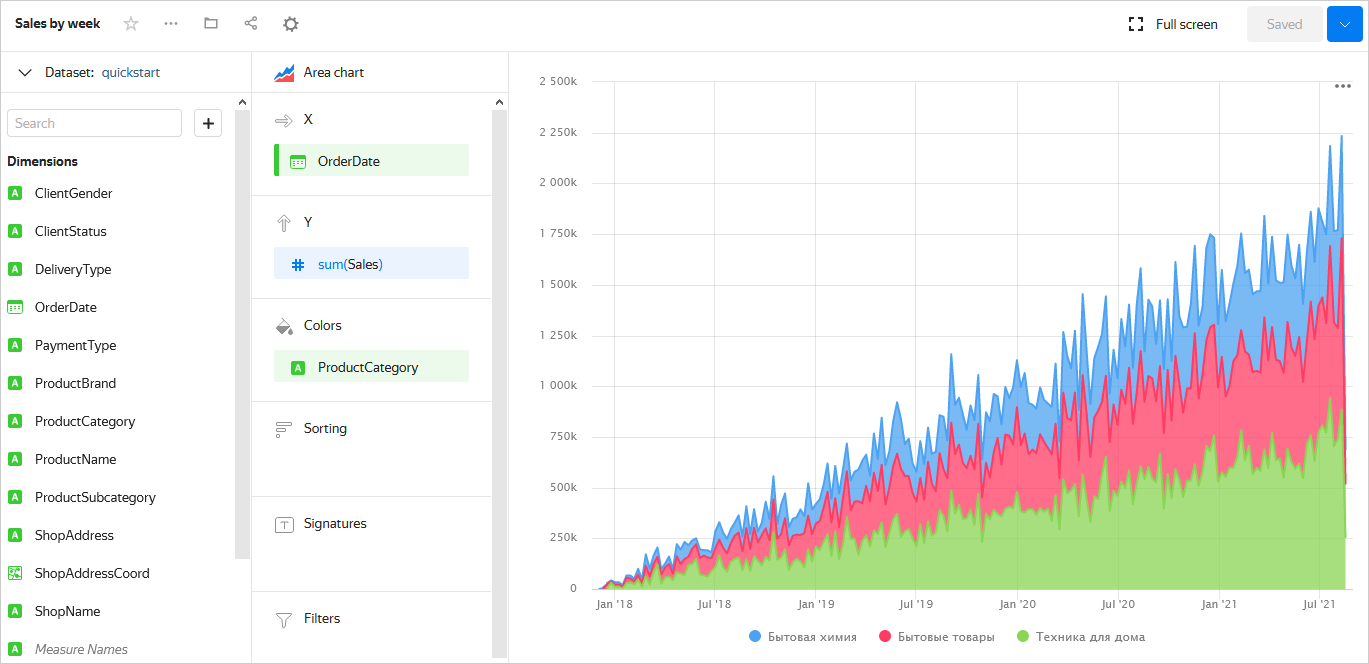 Sales by week
Full screen
Saved
Dataset: quickstart
Search
Dimensions
ClientGender
ClientStatus
DeliveryType
OrderDate
PaymentType
ProductBrand
ProductCategory
ProductName
ProductSubcategory
ShopAddress
ShopAddressCoord
ShopName
Measure Names
Area chart
X
OrderDate
Y
sum(Sales)
Colors
ProductCategory
Sorting
Signatures
Filters
2 500k
2 250k
2 000k
1 750k
1 500k
1 250k
1 000k
750k
500k
250k
0
Jan '18 Jul '18 Jan '19 Jul '19 Jan '20 Jul '20 Jan '21 Jul '21
Бытовая химия Бытовые товары Техника для дома